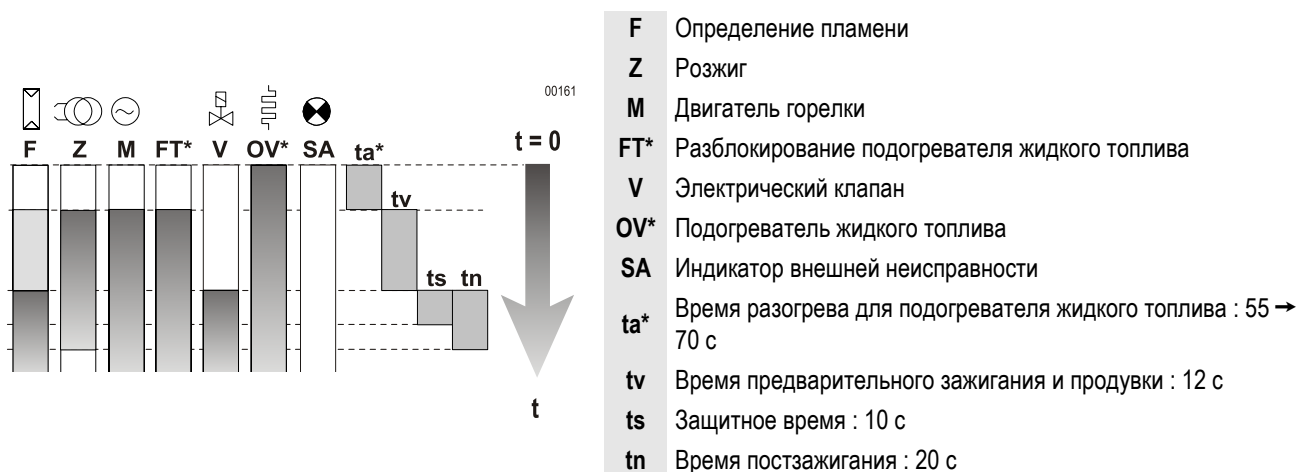 00161
F Z M FT* V OV* SA ta* t = 0
tv
ts tn
t
F Определение пламени
Z Розжиг
M Двигатель горелки
FT* Разблокирование подогревателя жидкого топлива
V Электрический клапан
OV* Подогреватель жидкого топлива
SA Индикатор внешней неисправности
ta* Время разогрева для подогревателя жидкого топлива : 55 →
70 с
tv Время предварительного зажигания и продувки : 12 с
ts Защитное время : 10 с
tn Время постзажигания : 20 с